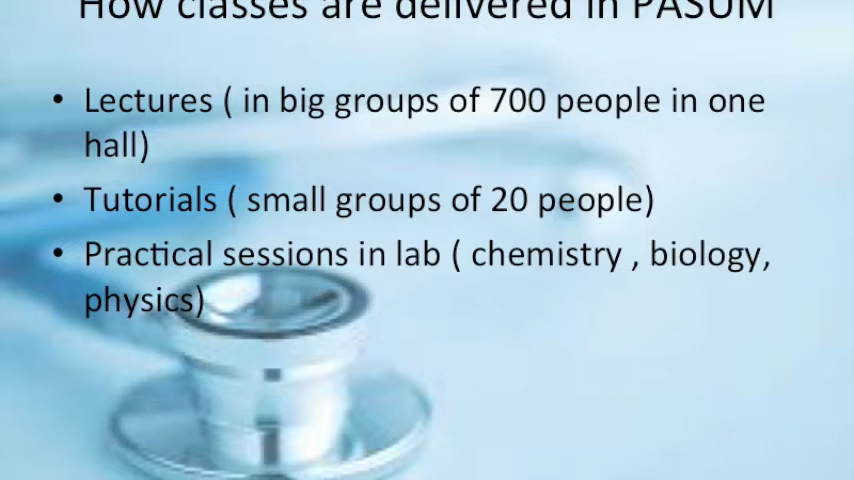 How classes are delivered in PASUM
• Lectures ( in big groups of 700 people in one
hall)
• Tutorials ( small groups of 20 people)
• Practical sessions in lab ( chemistry , biology,
physics)